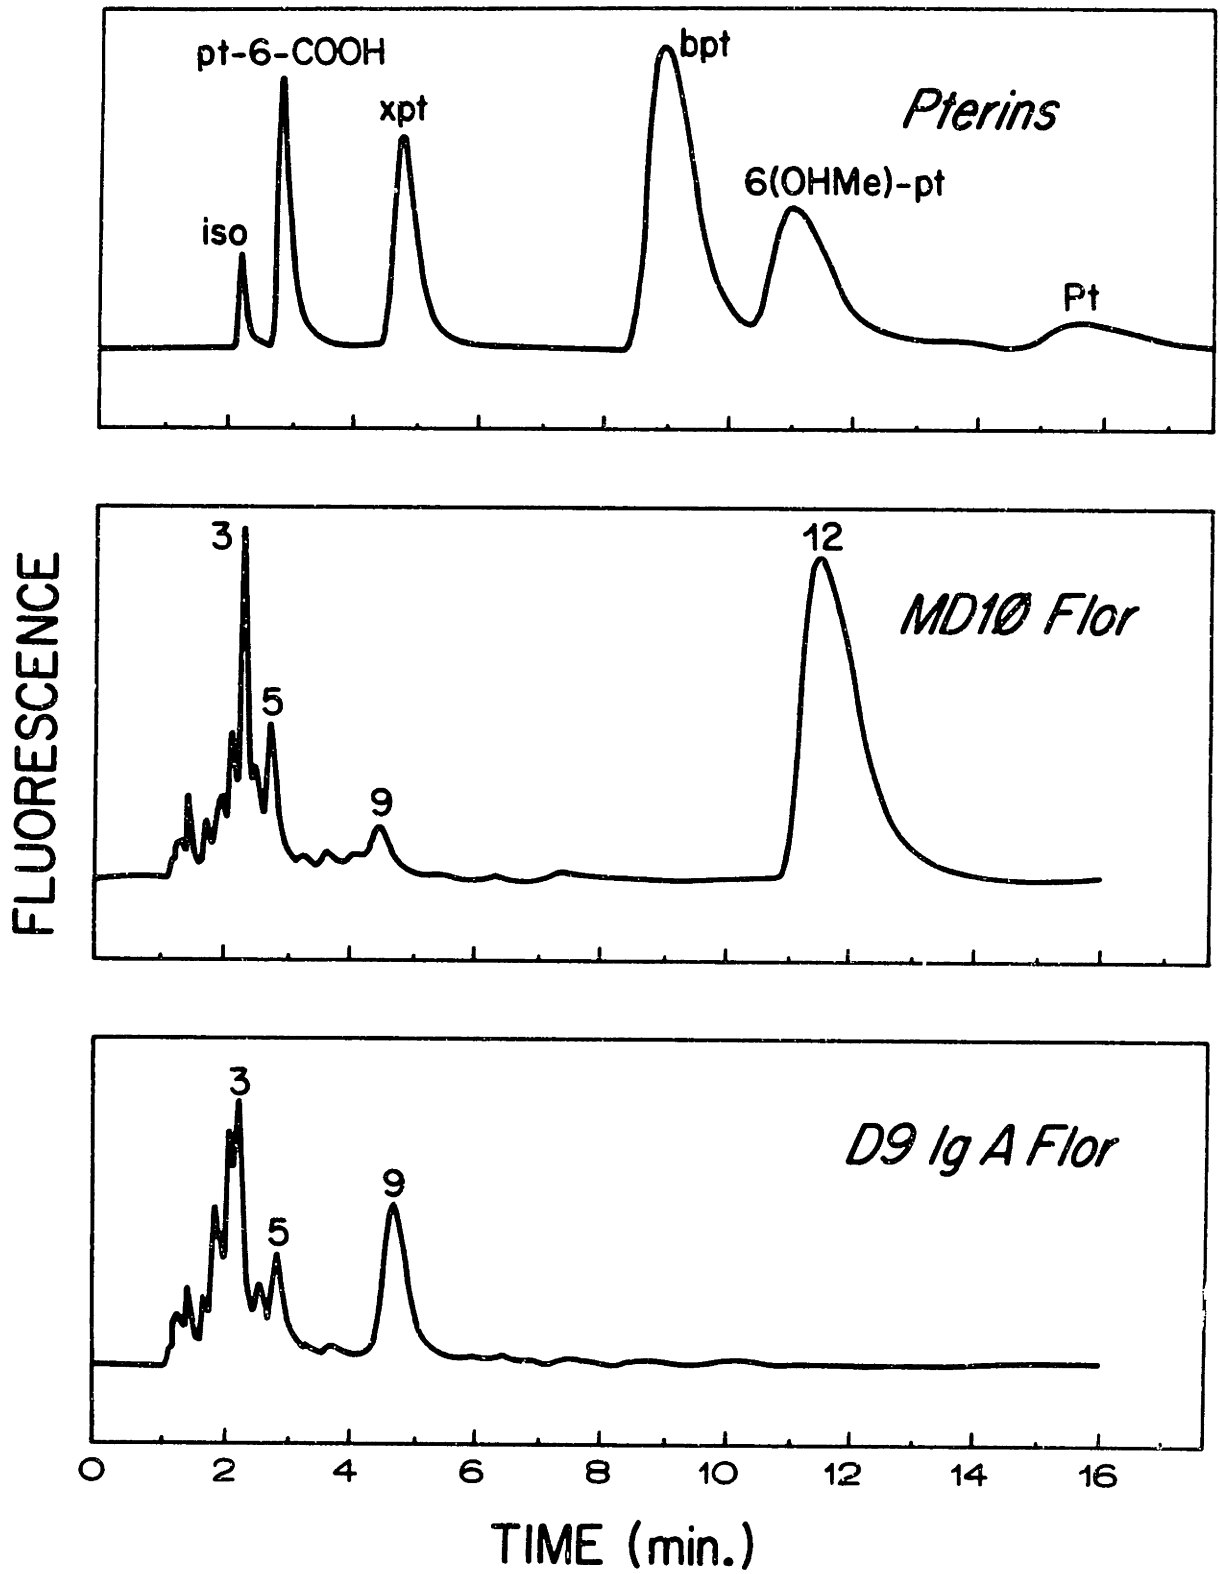 pt-6-COOH
bpt
xpt
Pterins
6(OHMe)-pt
iso
Pt
FLUORESCENCE
3
12
MD1Ø Flor
5
9
3
D9 Ig A Flor
9
5
0 2 4 6 8 10 12 14 16
TIME (min.)